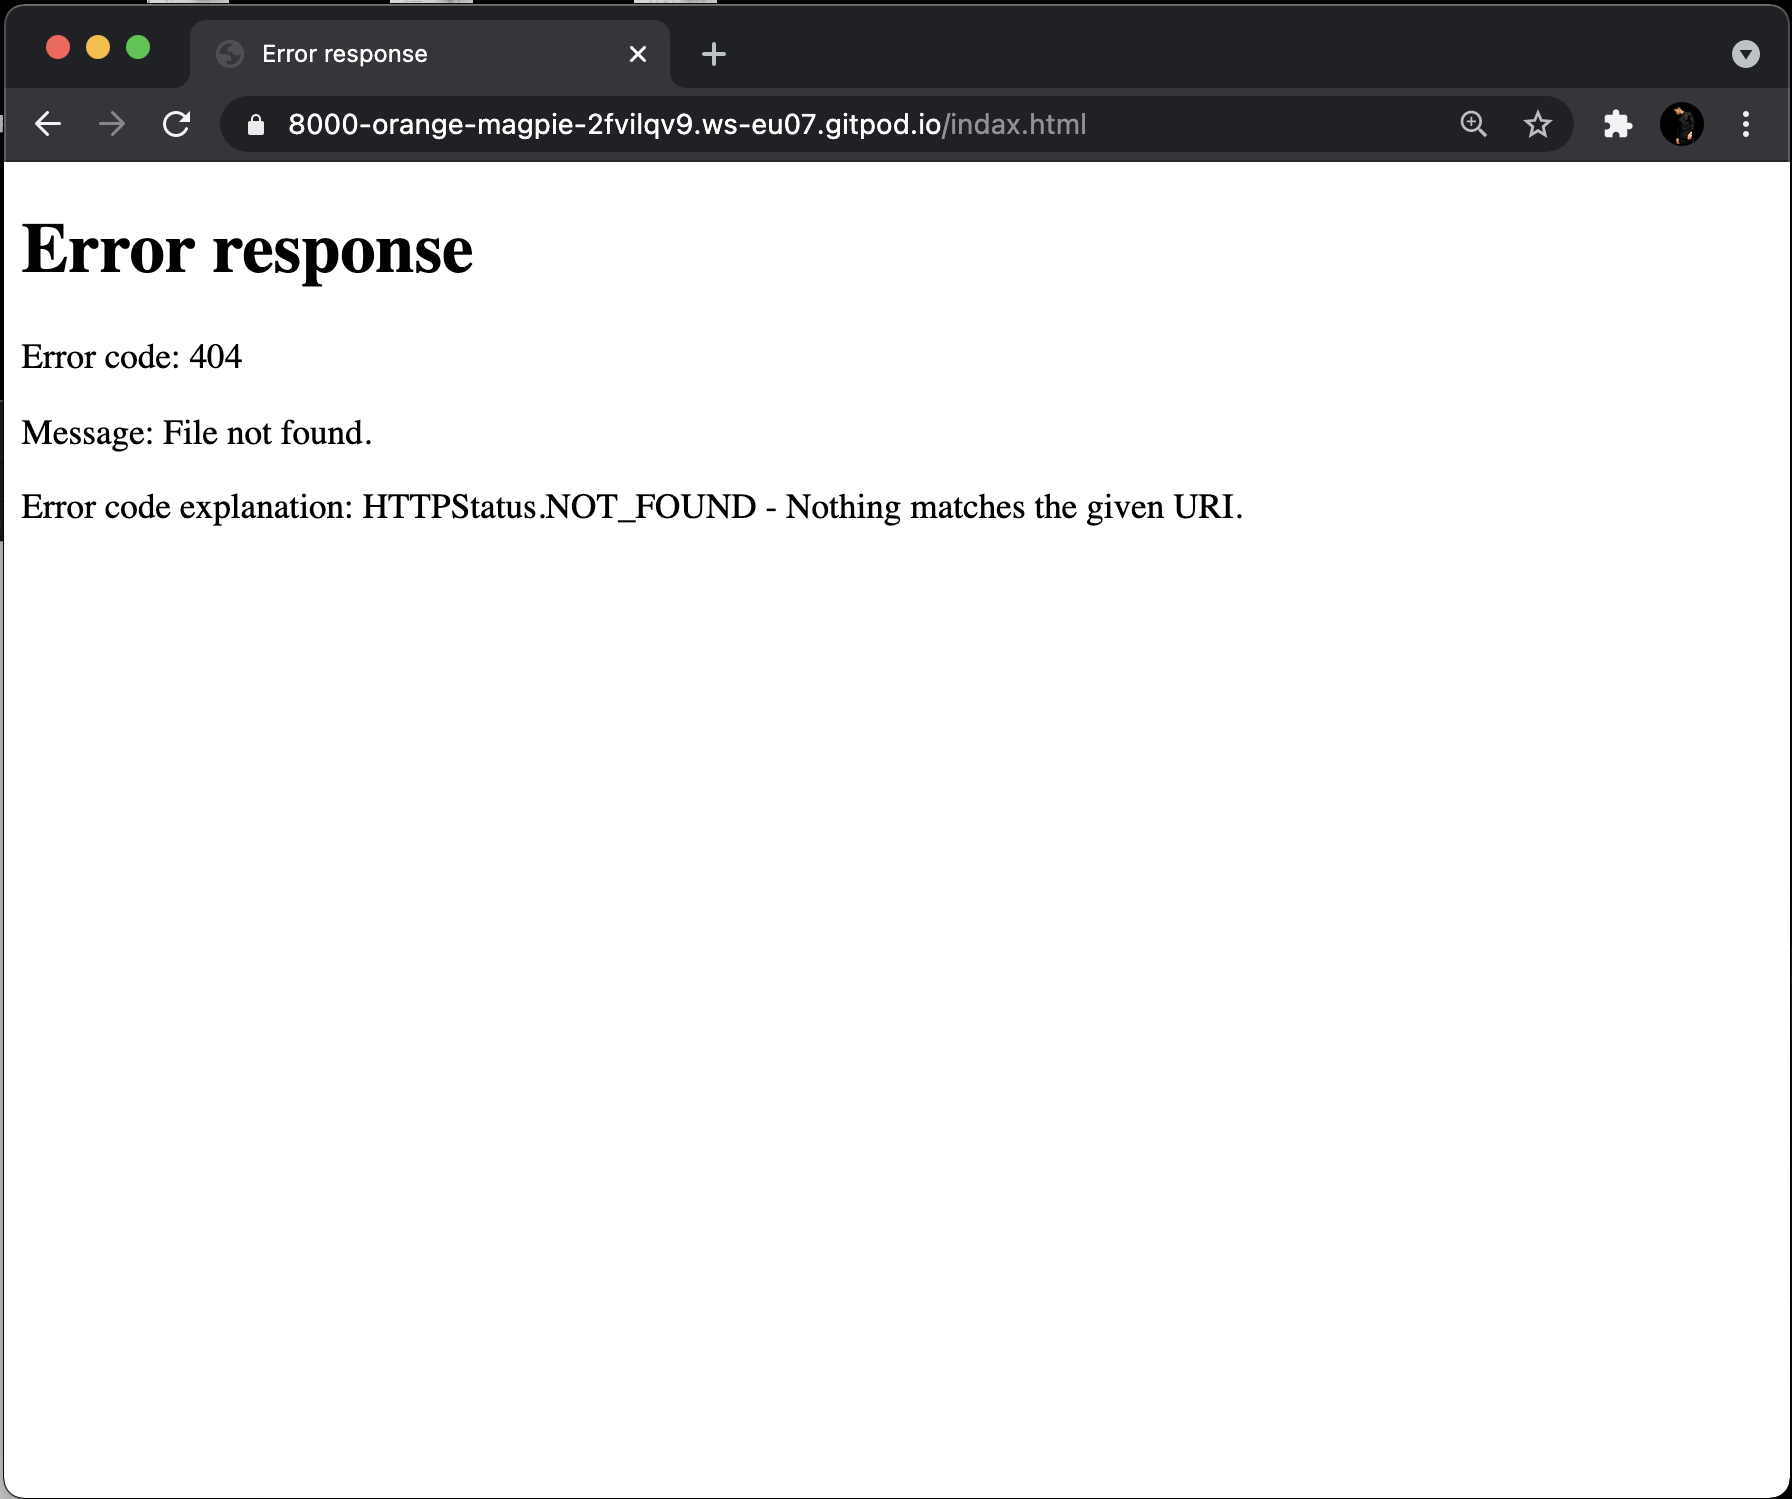 Error response
8000-orange-magpie-2fvilqv9.ws-eu07.gitpod.io/indax.html
Error response
Error code: 404
Message: File not found.
Error code explanation: HTTPStatus.NOT_FOUND - Nothing matches the given URI.